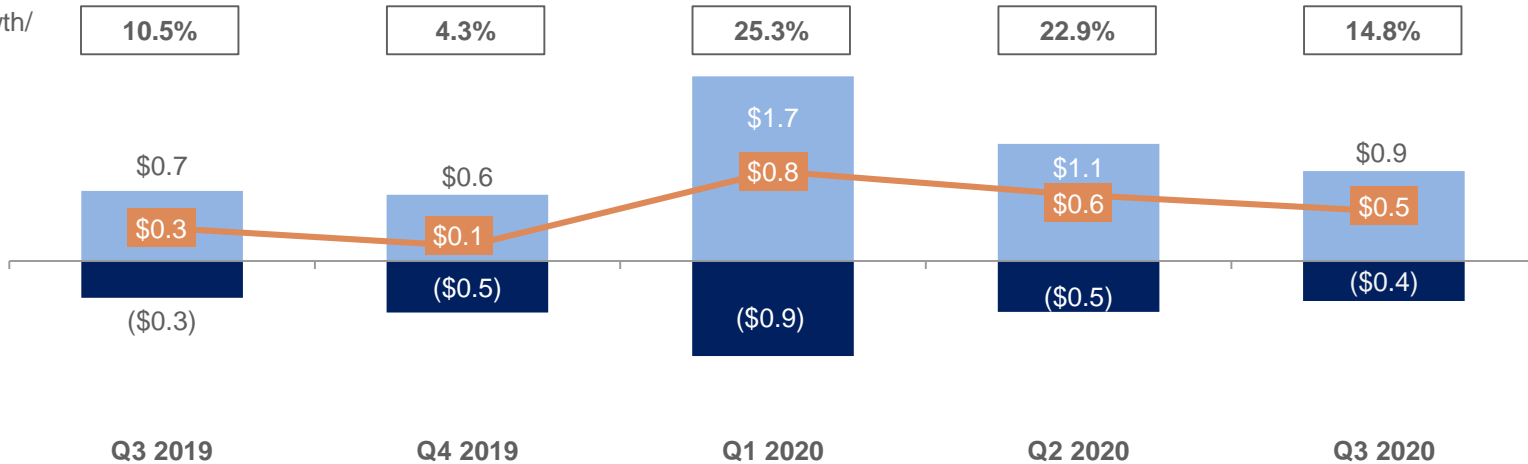 10.5% 4.3% 25.3% 22.9% 14.8%
$1.7
$0.7 $0.6 $1.1 $0.9
$0.3 $0.1 $0.8 $0.6 $0.5
($0.3) ($0.5) ($0.9) ($0.5) ($0.4)
Q3 2019 Q4 2019 Q1 2020 Q2 2020 Q3 2020